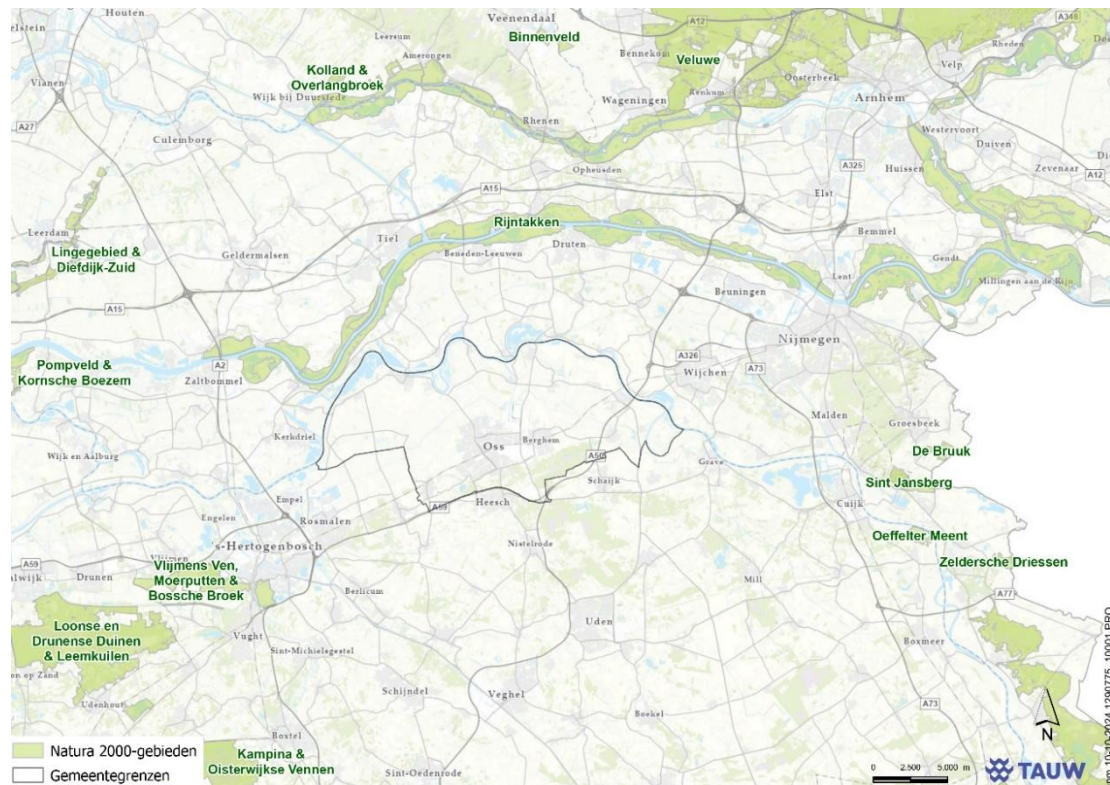 Houten
elstein
Vianen
Leersum
Amerongen
Veenendaal
Binnenveld
A12
Bennekom
Veluwe
A348
Rheden
Velp
Oosterbeek
Kolland &
Overlangbroek
Wijk bij Duurstede
Wageningen
Renkum
Arnhem
A27
Culemborg
Rhenen
Westervoort
Duiven
Opheusden
A325
Huissen
Zevenaar
A12
A15
Elst
Leerdam
Rijntakken
Tiel
Bemmel
Lingegebied &
Diefdijk-Zuid
Geldermalsen
Beneden-Leeuwen
Druten
Gendt
Lent
Millingen aan de Rijn
Beuningen
A15
Nijmegen
Pompveld &
Kornsche Boezem
A2
Zaltbommel
A326
Wijchen
A73
Malden
Groesbeek
Kerkdriel
Oss
Berghem
De Bruuk
Wijk en Aalburg
A50
Grave
Schaijk
Sint Jansberg
Empel
A59
Heesch
Cuijk
Engelen
Rosmalen
Oeffelter Meent
's-Hertogenbosch
Nistelrode
A59
Vlijmen
Drunen
alwijk
Vlijmens Ven,
Moerputten &
Bossche Broek
Zeldersche Driessen
Berlicum
Mill
A77
Uden
Loonse en
Drunense Duinen
& Leemkuilen
Vught
Boxmeer
Sint-Michielsgestel
on op Zand
Udenhout
Schijndel
Veghel
Boekel
A73
Boxtel
Kampina &
Oisterwijkse Vennen
Sint-Oedenrode
N
Natura 2000-gebieden
Gemeentegrenzen
0 2.500 5.000 m
TAUW